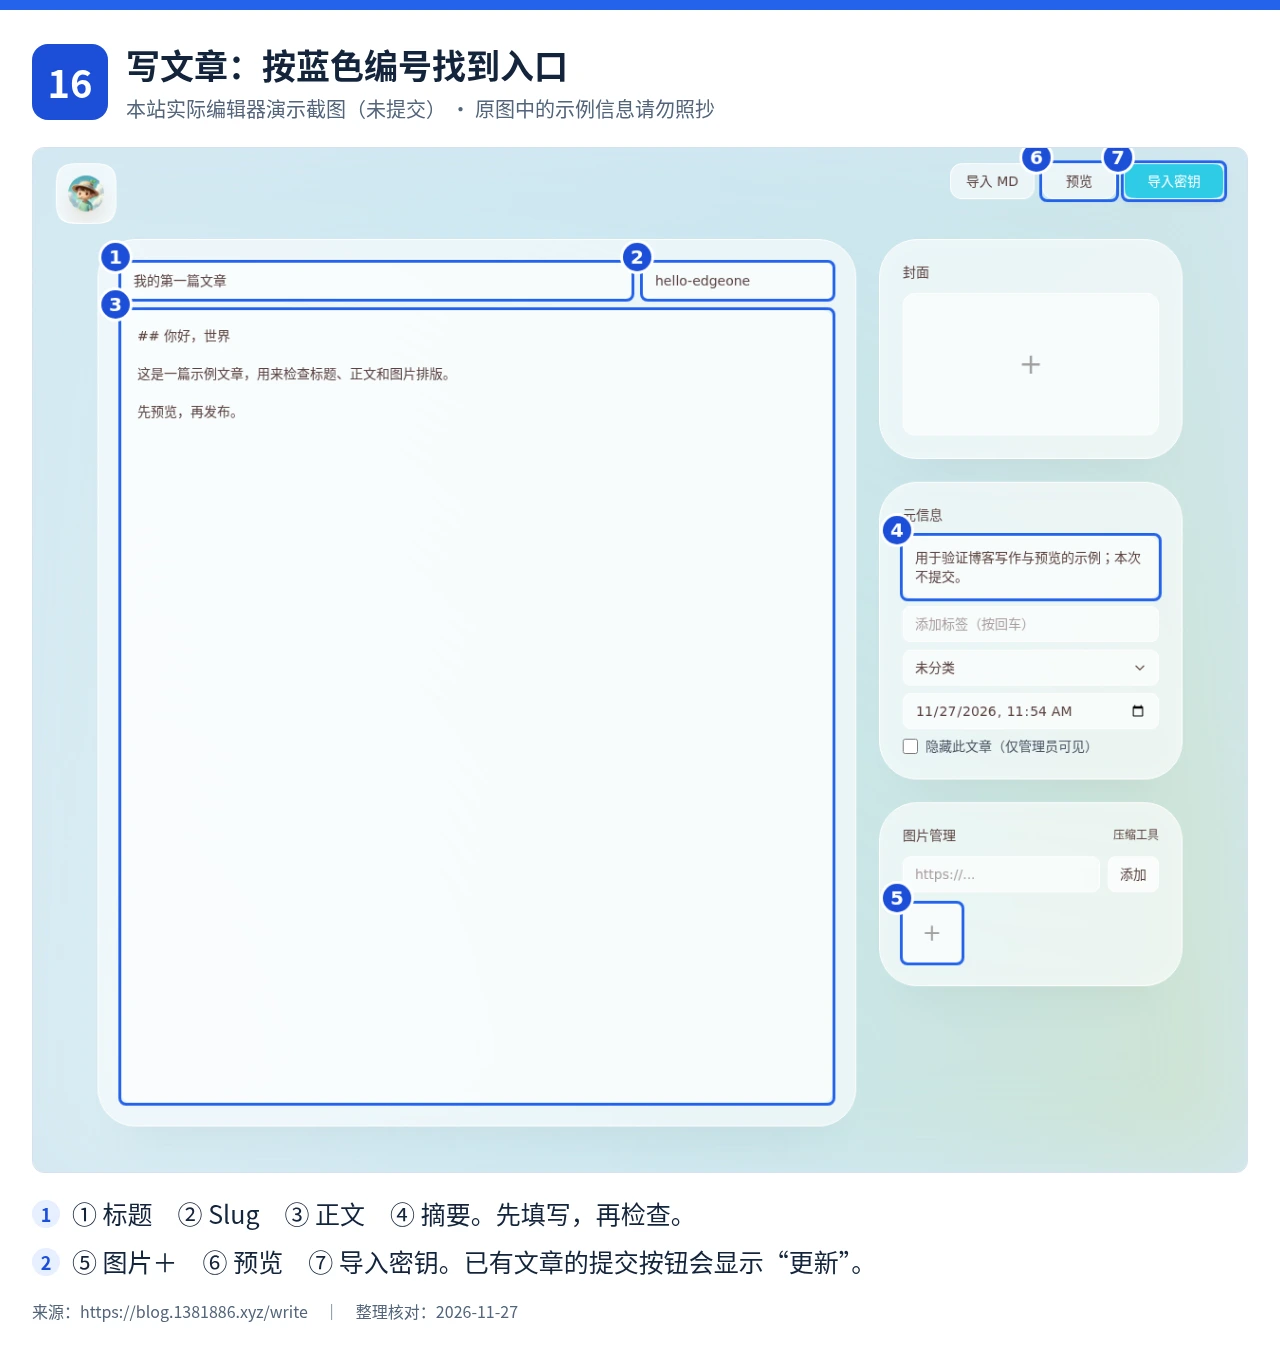 16
写文章：按蓝色编号找到入口
本站实际编辑器演示截图（未提交） • 原图中的示例信息请勿照抄
导入 MD
6
预览
7
导入密钥
1
我的第一篇文章
2
hello-edgeone
3
## 你好，世界
这是一篇示例文章，用来检查标题、正文和图片排版。
先预览，再发布。
封面
元信息
4
用于验证博客写作与预览的示例；本次
不提交。
添加标签（按回车）
未分类
11/27/2026, 11:54 AM
隐藏此文章（仅管理员可见）
图片管理 压缩工具
https://... 添加
5
1 ① 标题 ② Slug ③ 正文 ④ 摘要。先填写，再检查。
2 ⑤ 图片＋ ⑥ 预览 ⑦ 导入密钥。已有文章的提交按钮会显示“更新”。
来源：https://blog.1381886.xyz/write ｜ 整理核对：2026-11-27